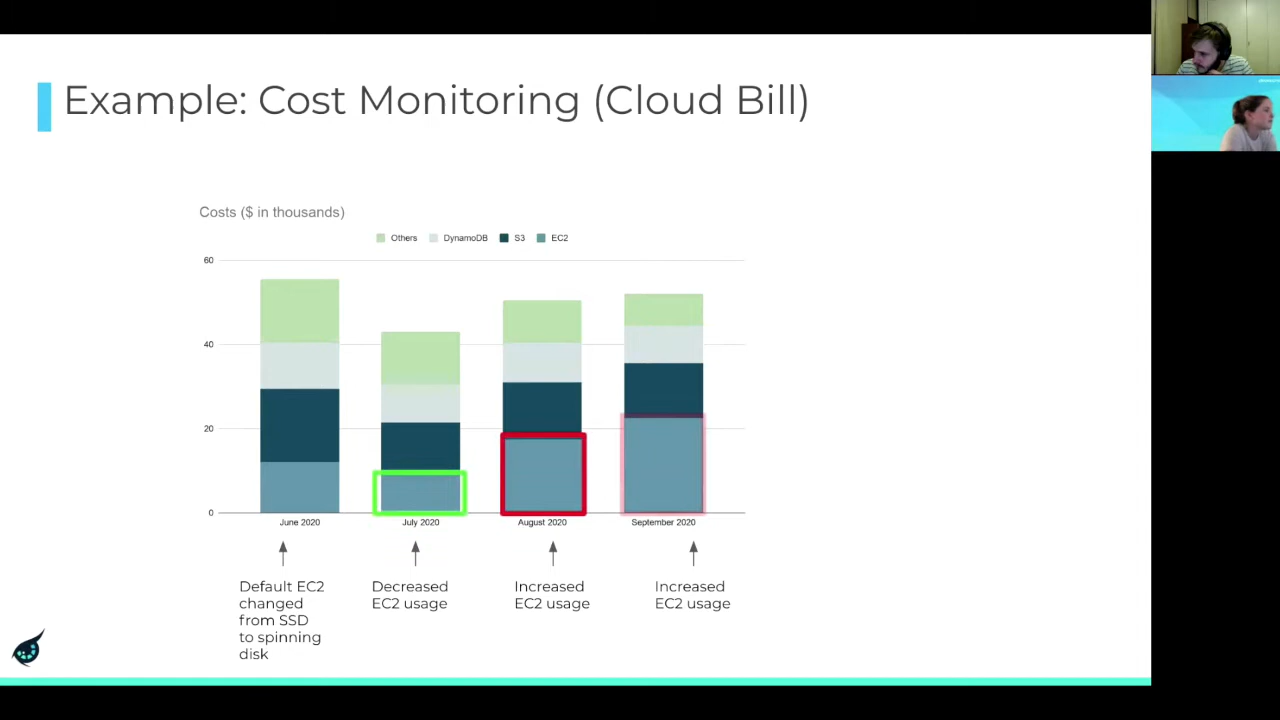 Example: Cost Monitoring (Cloud Bill)
Costs ($ in thousands)
Others
DynamoDB
S3
EC2
60
40
20
0
June 2020
July 2020
August 2020
September 2020
Default EC2
changed
from SSD
to spinning
disk
Decreased
EC2 usage
Increased
EC2 usage
Increased
EC2 usage